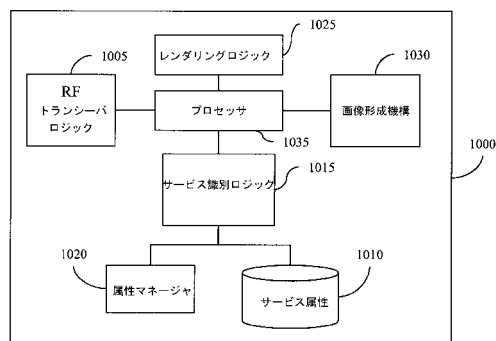 1005
1025
1030
レンダリングロジック
RF
トランシーバ
ロジック
プロセッサ
画像形成機構
1035
1015
サービス識別ロジック
1000
1020
1010
属性マネージャ
サービス属性